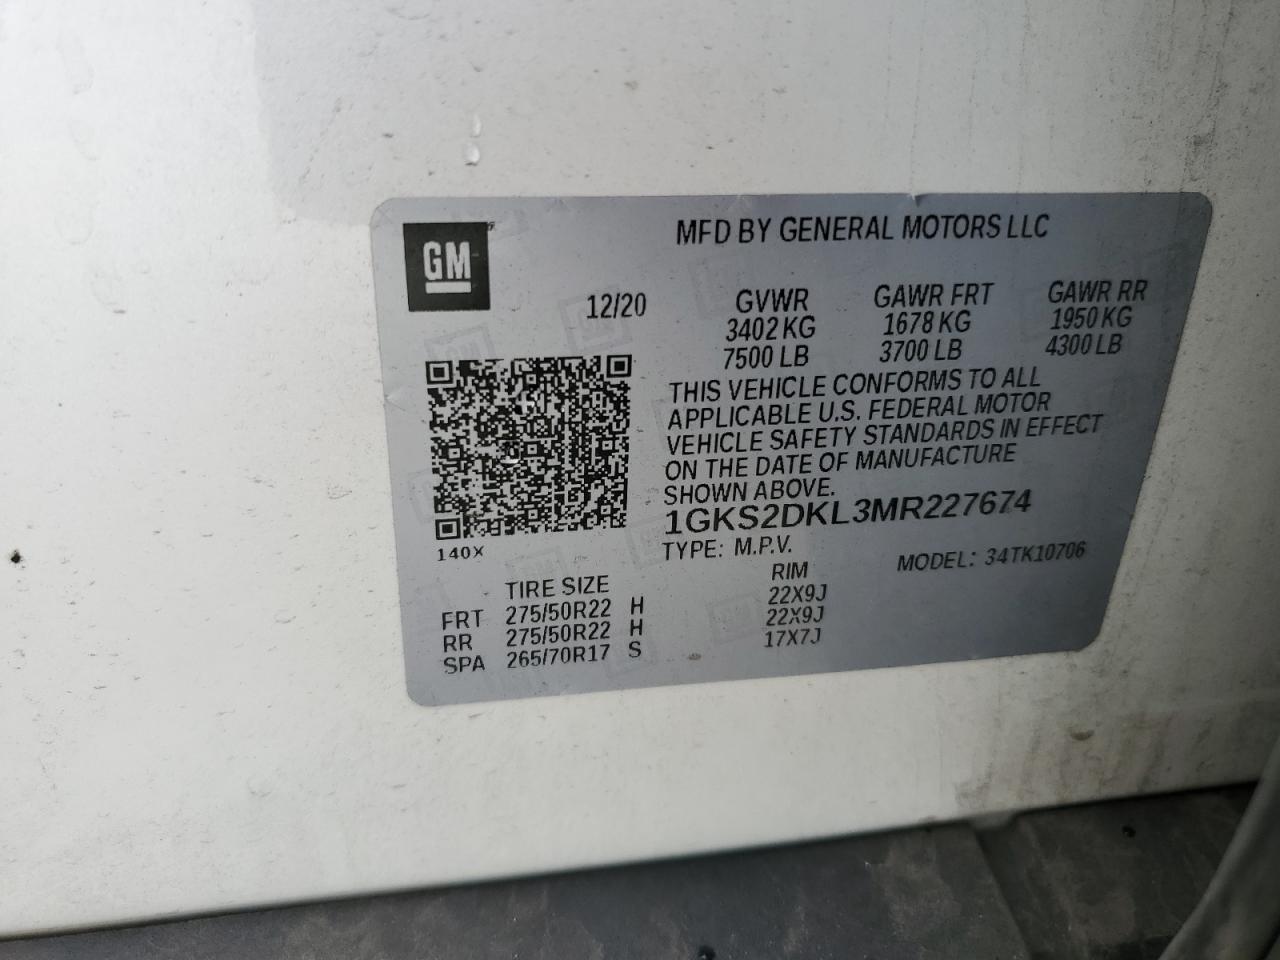 GM
MFD BY GENERAL MOTORS LLC
12/20
GVWR GAWR FRT GAWR RR
3402 KG 1678 KG 1950 KG
7500 LB 3700 LB 4300 LB
THIS VEHICLE CONFORMS TO ALL
APPLICABLE U.S. FEDERAL MOTOR
VEHICLE SAFETY STANDARDS IN EFFECT
ON THE DATE OF MANUFACTURE
SHOWN ABOVE.
1GKS2DKL3MR227674
140X
TYPE: M.P.V. MODEL: 34TK10706
TIRE SIZE RIM
FRT 275/50R22 H 22X9J
RR 275/50R22 H 22X9J
SPA 265/70R17 S 17X7J